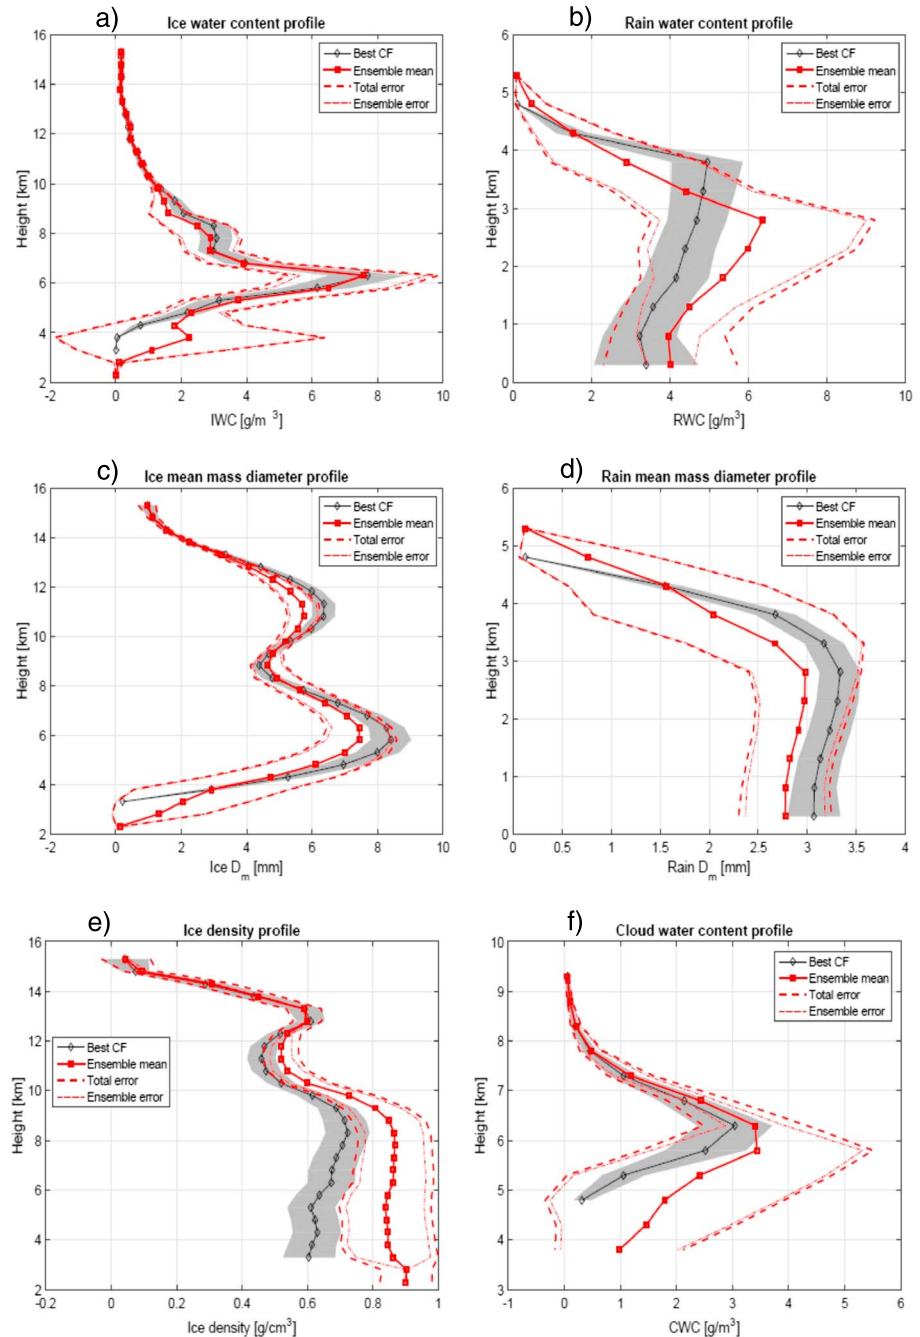 a)
Ice water content profile
16
14
12
10
8
6
4
2
-2
0
2
4
6
8
10
Height [km]
IWC [g/m ³]
Best CF
Ensemble mean
Total error
Ensemble error
b)
Rain water content profile
6
5
4
3
2
1
0
0
2
4
6
8
10
Height [km]
RWC [g/m³]
Best CF
Ensemble mean
Total error
Ensemble error
c)
Ice mean mass diameter profile
16
14
12
10
8
6
4
2
-2
0
2
4
6
8
10
Height [km]
Ice Dm [mm]
Best CF
Ensemble mean
Total error
Ensemble error
d)
Rain mean mass diameter profile
6
5
4
3
2
1
0
0
0.5
1
1.5
2
2.5
3
3.5
4
Height [km]
Rain Dm [mm]
Best CF
Ensemble mean
Total error
Ensemble error
e)
Ice density profile
16
14
12
10
8
6
4
2
-0.2
0
0.2
0.4
0.6
0.8
1
Height [km]
Ice density [g/cm³]
Best CF
Ensemble mean
Total error
Ensemble error
f)
Cloud water content profile
10
9
8
7
6
5
4
3
-1
0
1
2
3
4
5
6
Height [km]
CWC [g/m³]
Best CF
Ensemble mean
Total error
Ensemble error